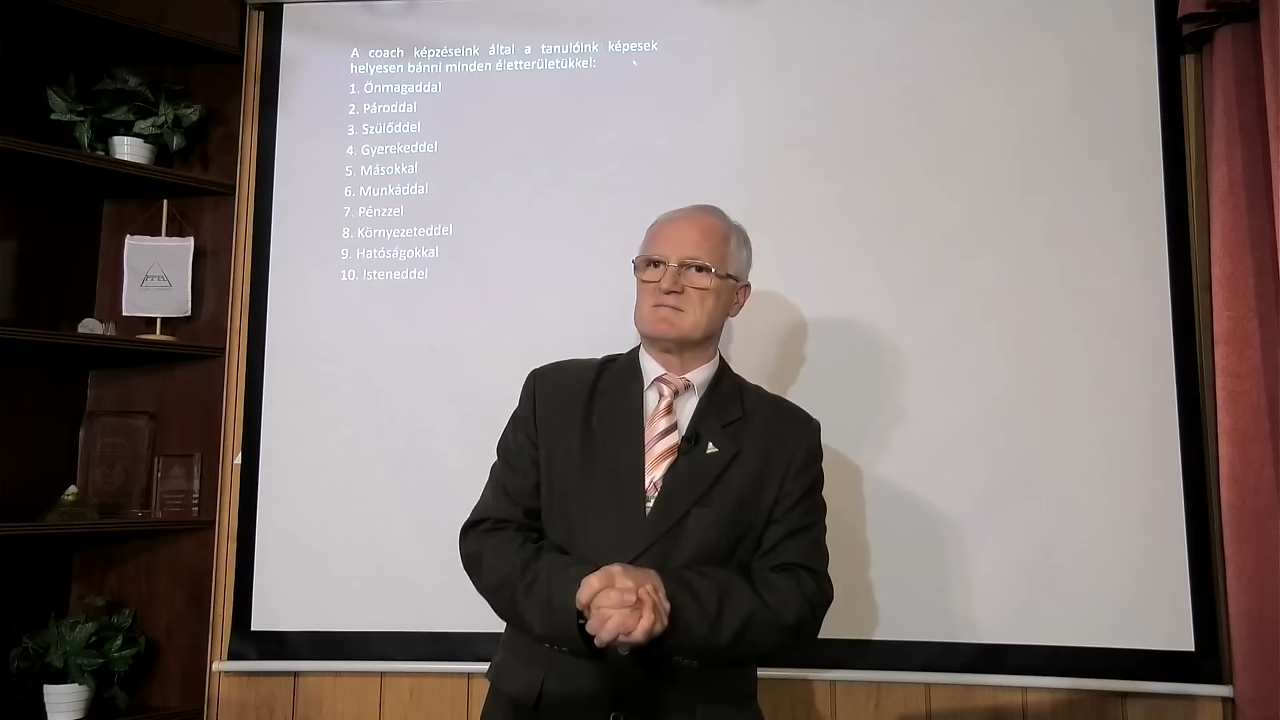 A coach képzéseink által a tanulóink képesek
helyesen bánni minden életterületükkel:
1. Önmagaddal
2. Pároddal
3. Szülőddel
4. Gyerekeddel
5. Másokkal
6. Munkáddal
7. Pénzzel
8. Környezeteddel
9. Hatóságokkal
10. Isteneddel